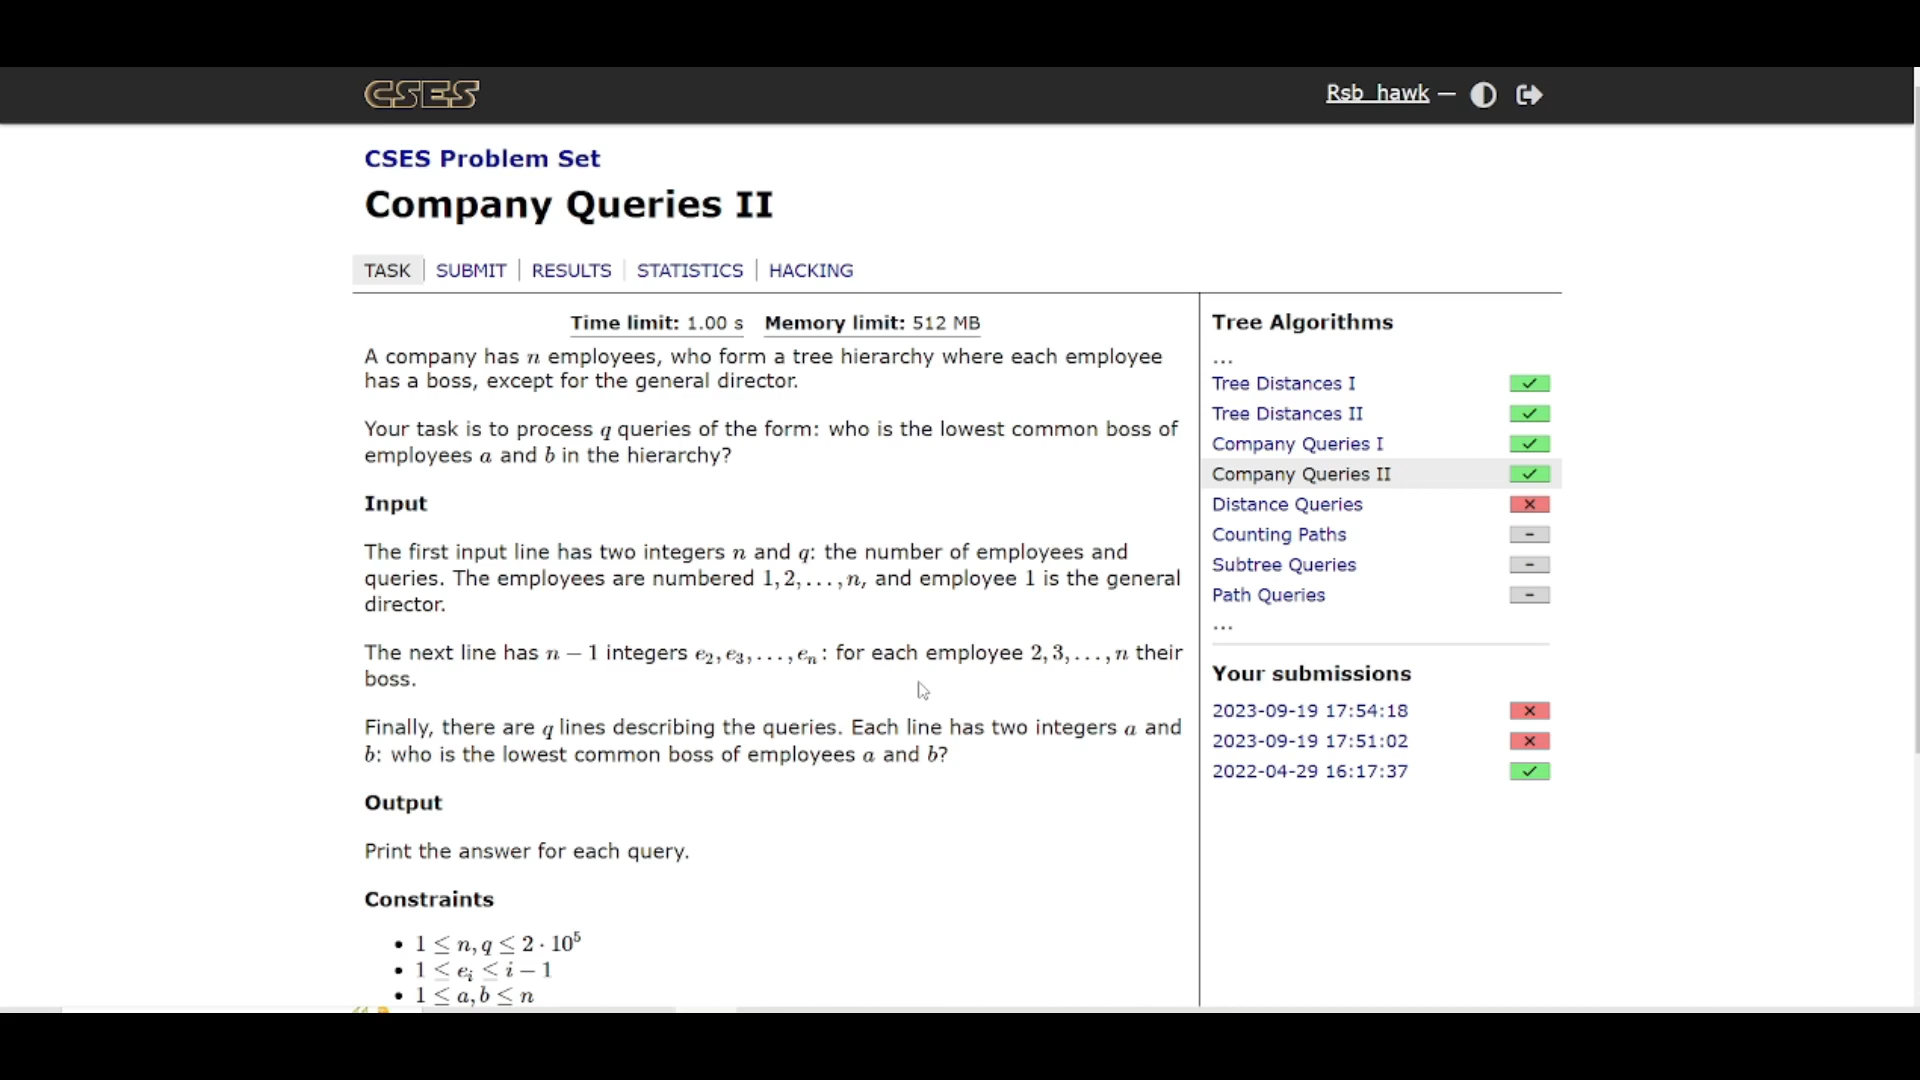 CSES
Rsb_hawk —
CSES Problem Set
Company Queries II
TASK | SUBMIT | RESULTS | STATISTICS | HACKING
Time limit: 1.00 s Memory limit: 512 MB
A company has n employees, who form a tree hierarchy where each employee
has a boss, except for the general director.
Your task is to process q queries of the form: who is the lowest common boss of
employees a and b in the hierarchy?
Input
The first input line has two integers n and q: the number of employees and
queries. The employees are numbered 1, 2, . . . , n, and employee 1 is the general
director.
The next line has n − 1 integers e₂, e₃, . . . , eₙ: for each employee 2, 3, . . . , n their
boss.
Finally, there are q lines describing the queries. Each line has two integers a and
b: who is the lowest common boss of employees a and b?
Output
Print the answer for each query.
Constraints
• 1 ≤ n, q ≤ 2 · 10⁵
• 1 ≤ eᵢ ≤ i − 1
• 1 ≤ a, b ≤ n
Tree Algorithms
...
Tree Distances I ✓
Tree Distances II ✓
Company Queries I ✓
Company Queries II ✓
Distance Queries ×
Counting Paths –
Subtree Queries –
Path Queries –
...
Your submissions
2023-09-19 17:54:18 ×
2023-09-19 17:51:02 ×
2022-04-29 16:17:37 ✓